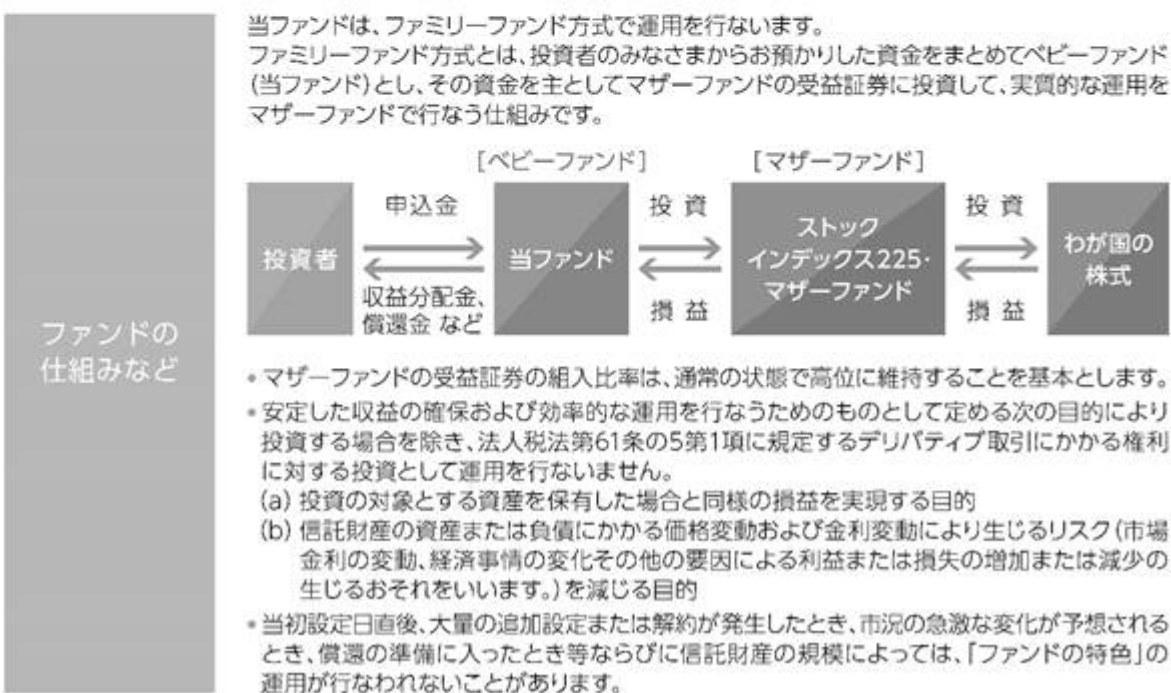 当ファンドは、ファミリーファンド方式で運用を行ないます。
ファミリーファンド方式とは、投資者のみなさまからお預かりした資金をまとめてベビーファンド
(当ファンド)とし、その資金を主としてマザーファンドの受益証券に投資して、実質的な運用を
マザーファンドで行なう仕組みです。
[ベビーファンド]
[マザーファンド]
投資者
申込金
収益分配金、
償還金 など
当ファンド
投 資
損 益
ストック
インデックス225・
マザーファンド
投 資
損 益
わが国の
株式
ファンドの
仕組みなど
• マザーファンドの受益証券の組入比率は、通常の状態で高位に維持することを基本とします。
• 安定した収益の確保および効率的な運用を行なうためのものとして定める次の目的により
投資する場合を除き、法人税法第61条の5第1項に規定するデリバティブ取引にかかる権利
に対する投資として運用を行ないません。
(a) 投資の対象とする資産を保有した場合と同様の損益を実現する目的
(b) 信託財産の資産または負債にかかる価格変動および金利変動により生じるリスク(市場
金利の変動、経済事情の変化その他の要因による利益または損失の増加または減少の
生じるおそれをいいます。)を減じる目的
• 当初設定日直後、大量の追加設定または解約が発生したとき、市況の急激な変化が予想される
とき、償還の準備に入ったとき等ならびに信託財産の規模によっては、「ファンドの特色」の
運用が行なわれないことがあります。